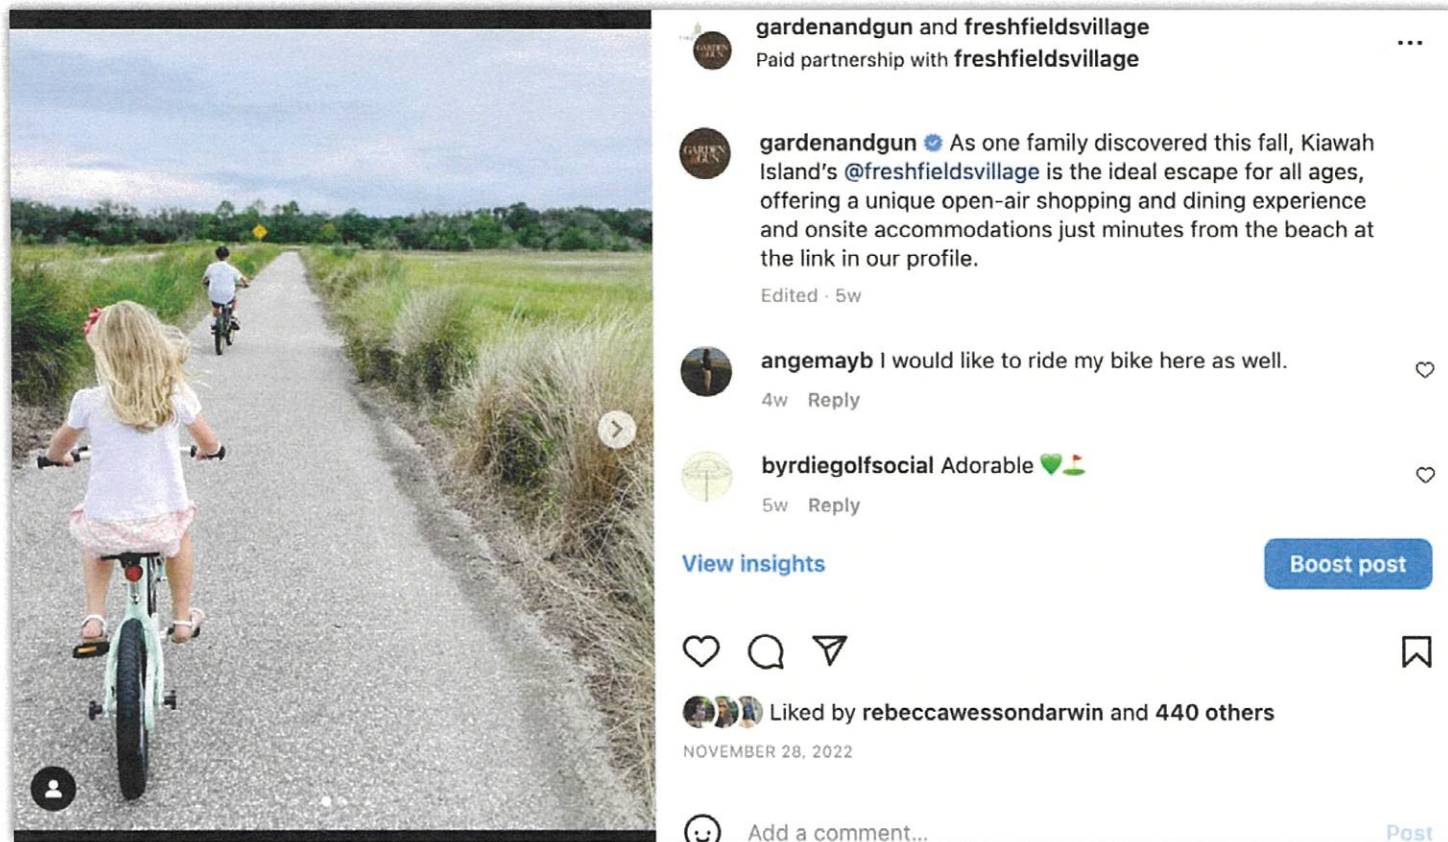 gardenandgun and freshfieldsvillage
Paid partnership with freshfieldsvillage
GARDEN & GUN
gardenandgun As one family discovered this fall, Kiawah
Island's @freshfieldsvillage is the ideal escape for all ages,
offering a unique open-air shopping and dining experience
and onsite accommodations just minutes from the beach at
the link in our profile.
Edited · 5w
angemayb I would like to ride my bike here as well.
4w Reply
byrdiegolfsocial Adorable 💚⛳
5w Reply
View insights
Boost post
Liked by rebeccawessondarwin and 440 others
NOVEMBER 28, 2022
Add a comment...
Post